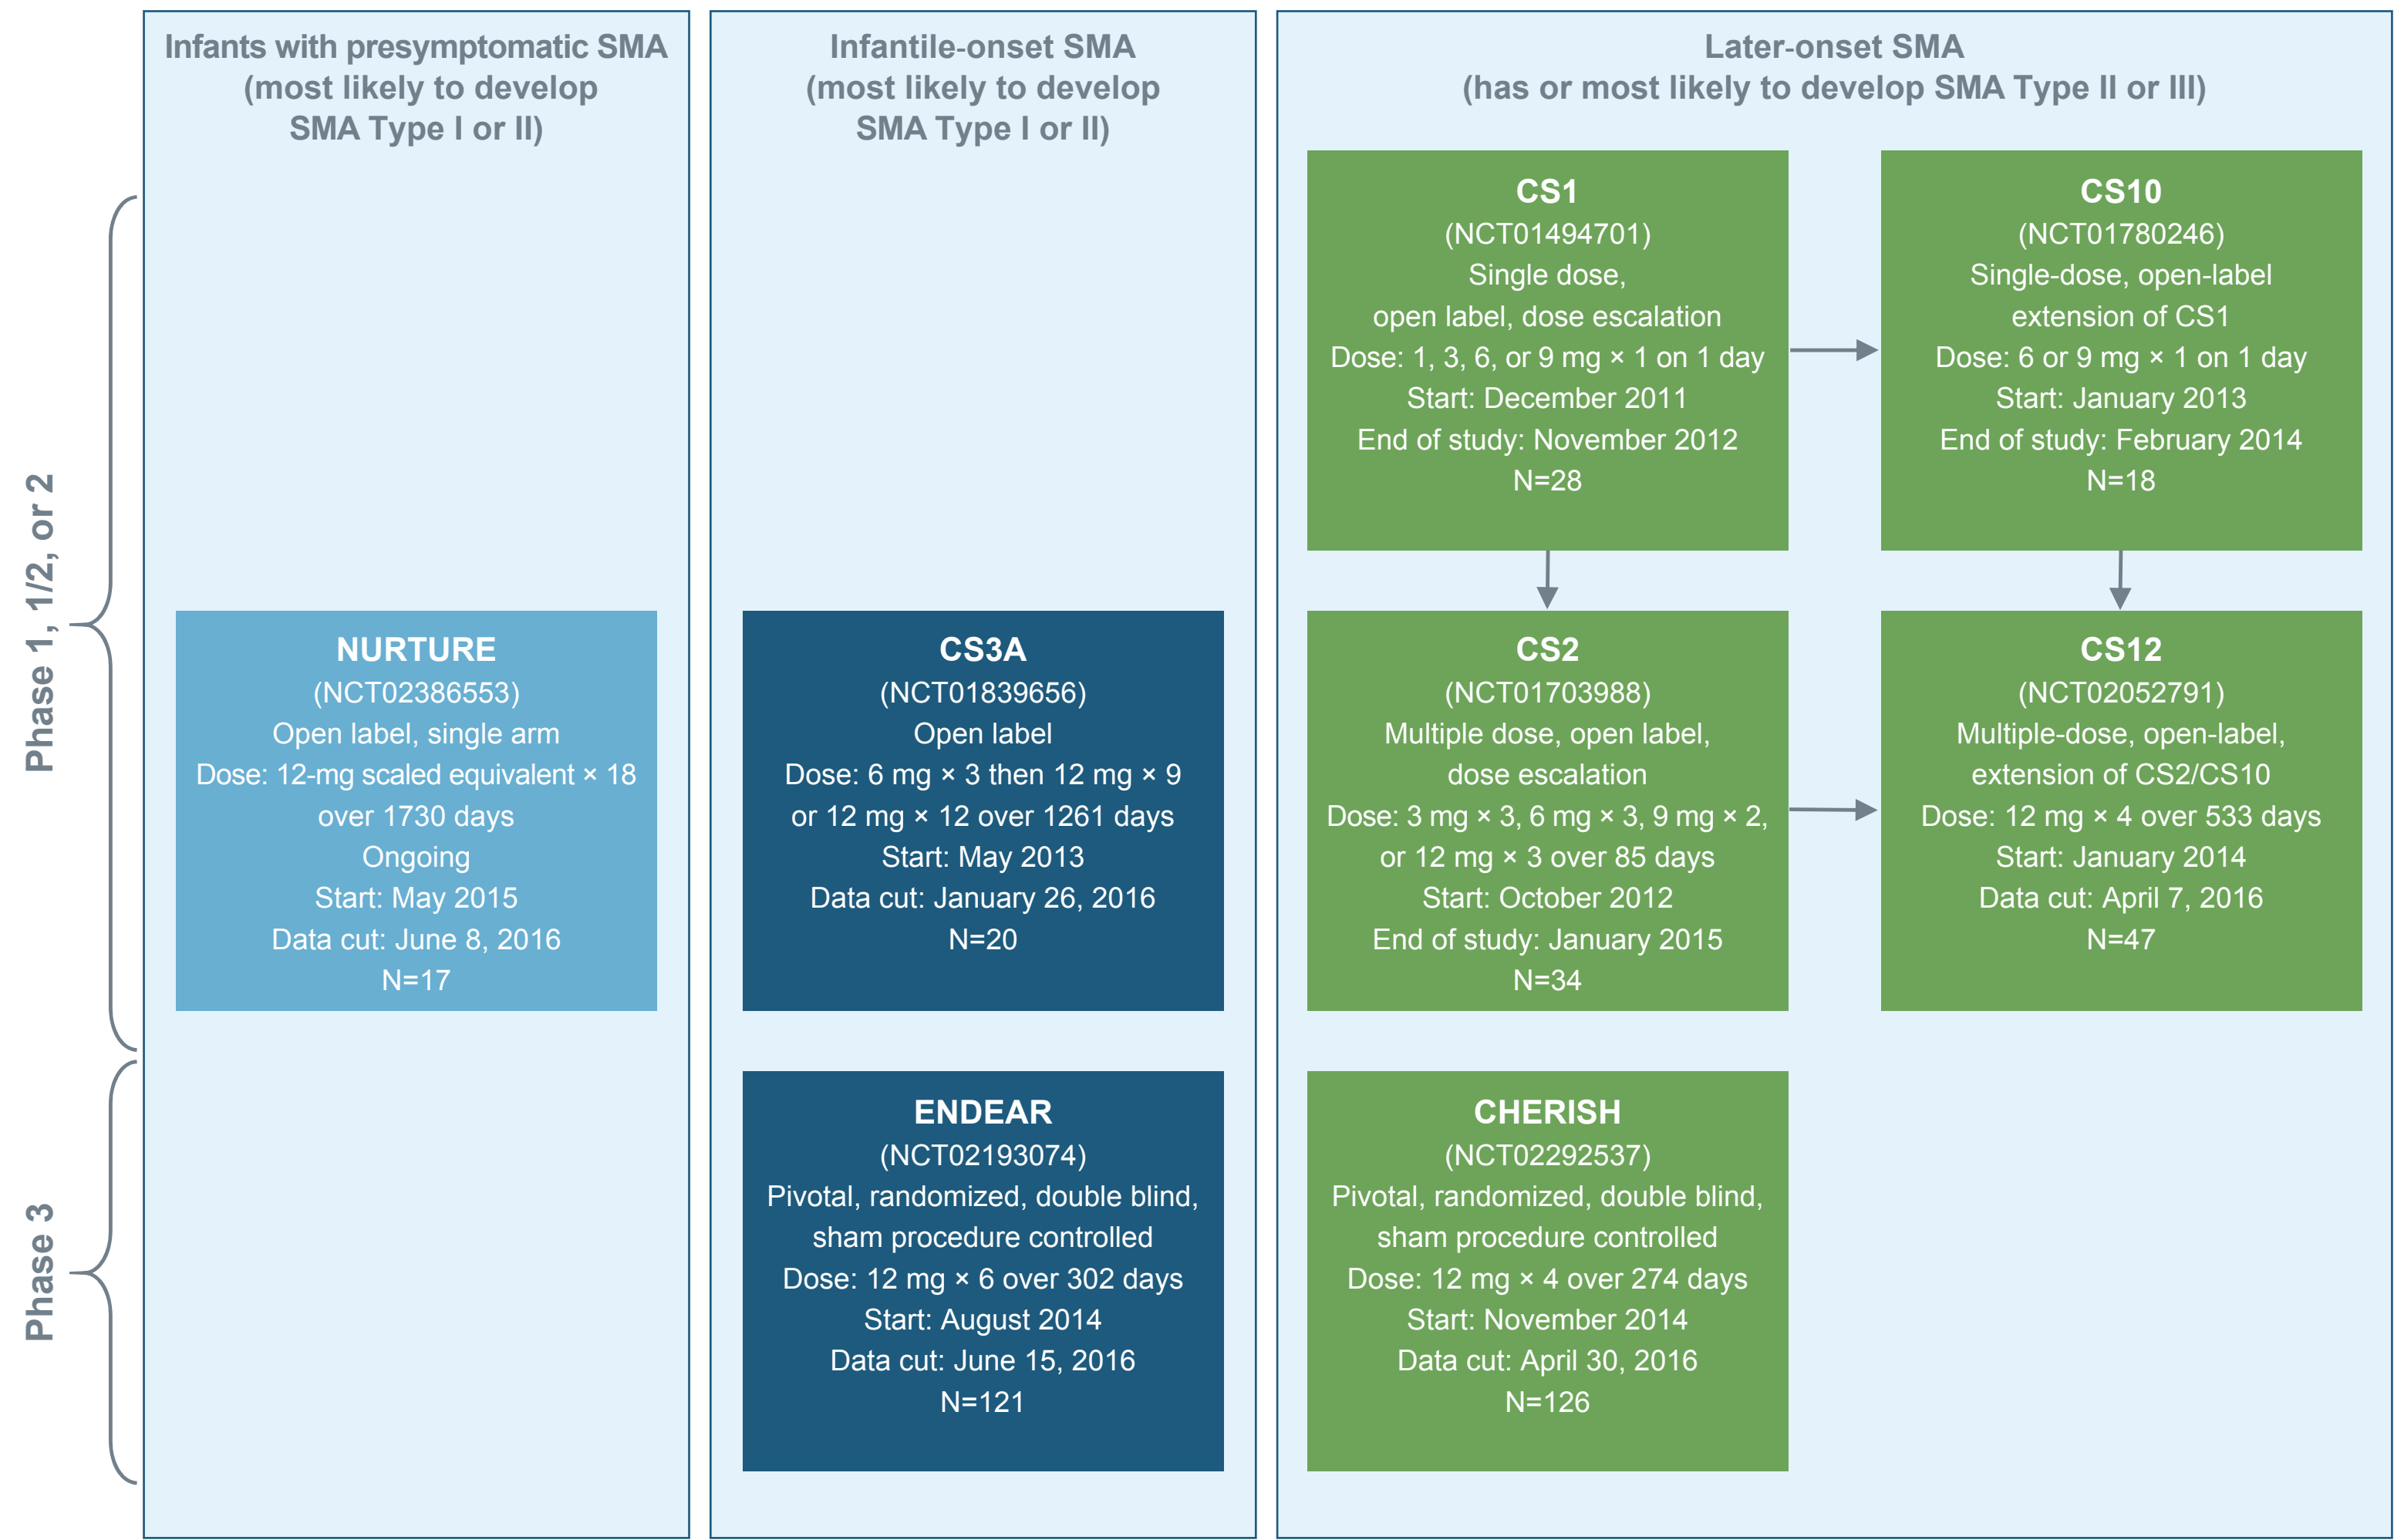 Infants with presymptomatic SMA
(most likely to develop
SMA Type I or II)
Infantile-onset SMA
(most likely to develop
SMA Type I or II)
Later-onset SMA
(has or most likely to develop SMA Type II or III)
Phase 1, 1/2, or 2
CS1
(NCT01494701)
Single dose,
open label, dose escalation
Dose: 1, 3, 6, or 9 mg × 1 on 1 day
Start: December 2011
End of study: November 2012
N=28
CS10
(NCT01780246)
Single-dose, open-label
extension of CS1
Dose: 6 or 9 mg × 1 on 1 day
Start: January 2013
End of study: February 2014
N=18
NURTURE
(NCT02386553)
Open label, single arm
Dose: 12-mg scaled equivalent × 18
over 1730 days
Ongoing
Start: May 2015
Data cut: June 8, 2016
N=17
CS3A
(NCT01839656)
Open label
Dose: 6 mg × 3 then 12 mg × 9
or 12 mg × 12 over 1261 days
Start: May 2013
Data cut: January 26, 2016
N=20
CS2
(NCT01703988)
Multiple dose, open label,
dose escalation
Dose: 3 mg × 3, 6 mg × 3, 9 mg × 2,
or 12 mg × 3 over 85 days
Start: October 2012
End of study: January 2015
N=34
CS12
(NCT02052791)
Multiple-dose, open-label,
extension of CS2/CS10
Dose: 12 mg × 4 over 533 days
Start: January 2014
Data cut: April 7, 2016
N=47
Phase 3
ENDEAR
(NCT02193074)
Pivotal, randomized, double blind,
sham procedure controlled
Dose: 12 mg × 6 over 302 days
Start: August 2014
Data cut: June 15, 2016
N=121
CHERISH
(NCT02292537)
Pivotal, randomized, double blind,
sham procedure controlled
Dose: 12 mg × 4 over 274 days
Start: November 2014
Data cut: April 30, 2016
N=126